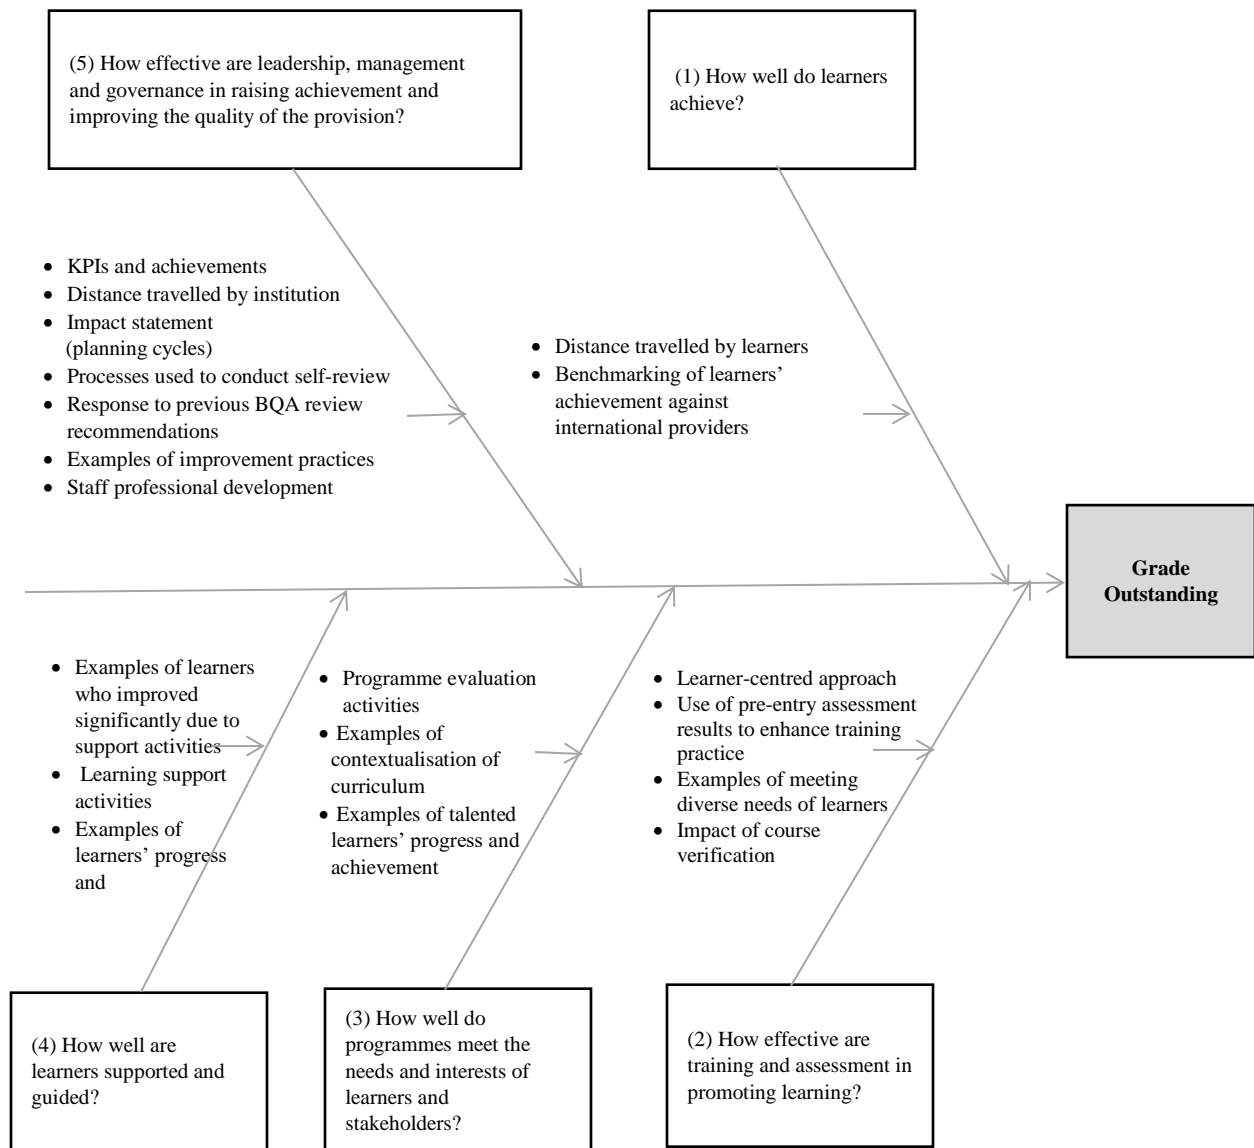 (5) How effective are leadership, management
and governance in raising achievement and
improving the quality of the provision?
(1) How well do learners
achieve?
• KPIs and achievements
• Distance travelled by institution
• Impact statement
(planning cycles)
• Processes used to conduct self-review
• Response to previous BQA review
recommendations
• Examples of improvement practices
• Staff professional development
• Distance travelled by learners
• Benchmarking of learners’
achievement against
international providers
Grade
Outstanding
• Examples of learners
who improved
significantly due to
support activities
• Learning support
activities
• Examples of
learners’ progress
and
• Programme evaluation
activities
• Examples of
contextualisation of
curriculum
• Examples of talented
learners’ progress and
achievement
• Learner-centred approach
• Use of pre-entry assessment
results to enhance training
practice
• Examples of meeting
diverse needs of learners
• Impact of course
verification
(4) How well are
learners supported and
guided?
(3) How well do
programmes meet the
needs and interests of
learners and
stakeholders?
(2) How effective are
training and assessment in
promoting learning?